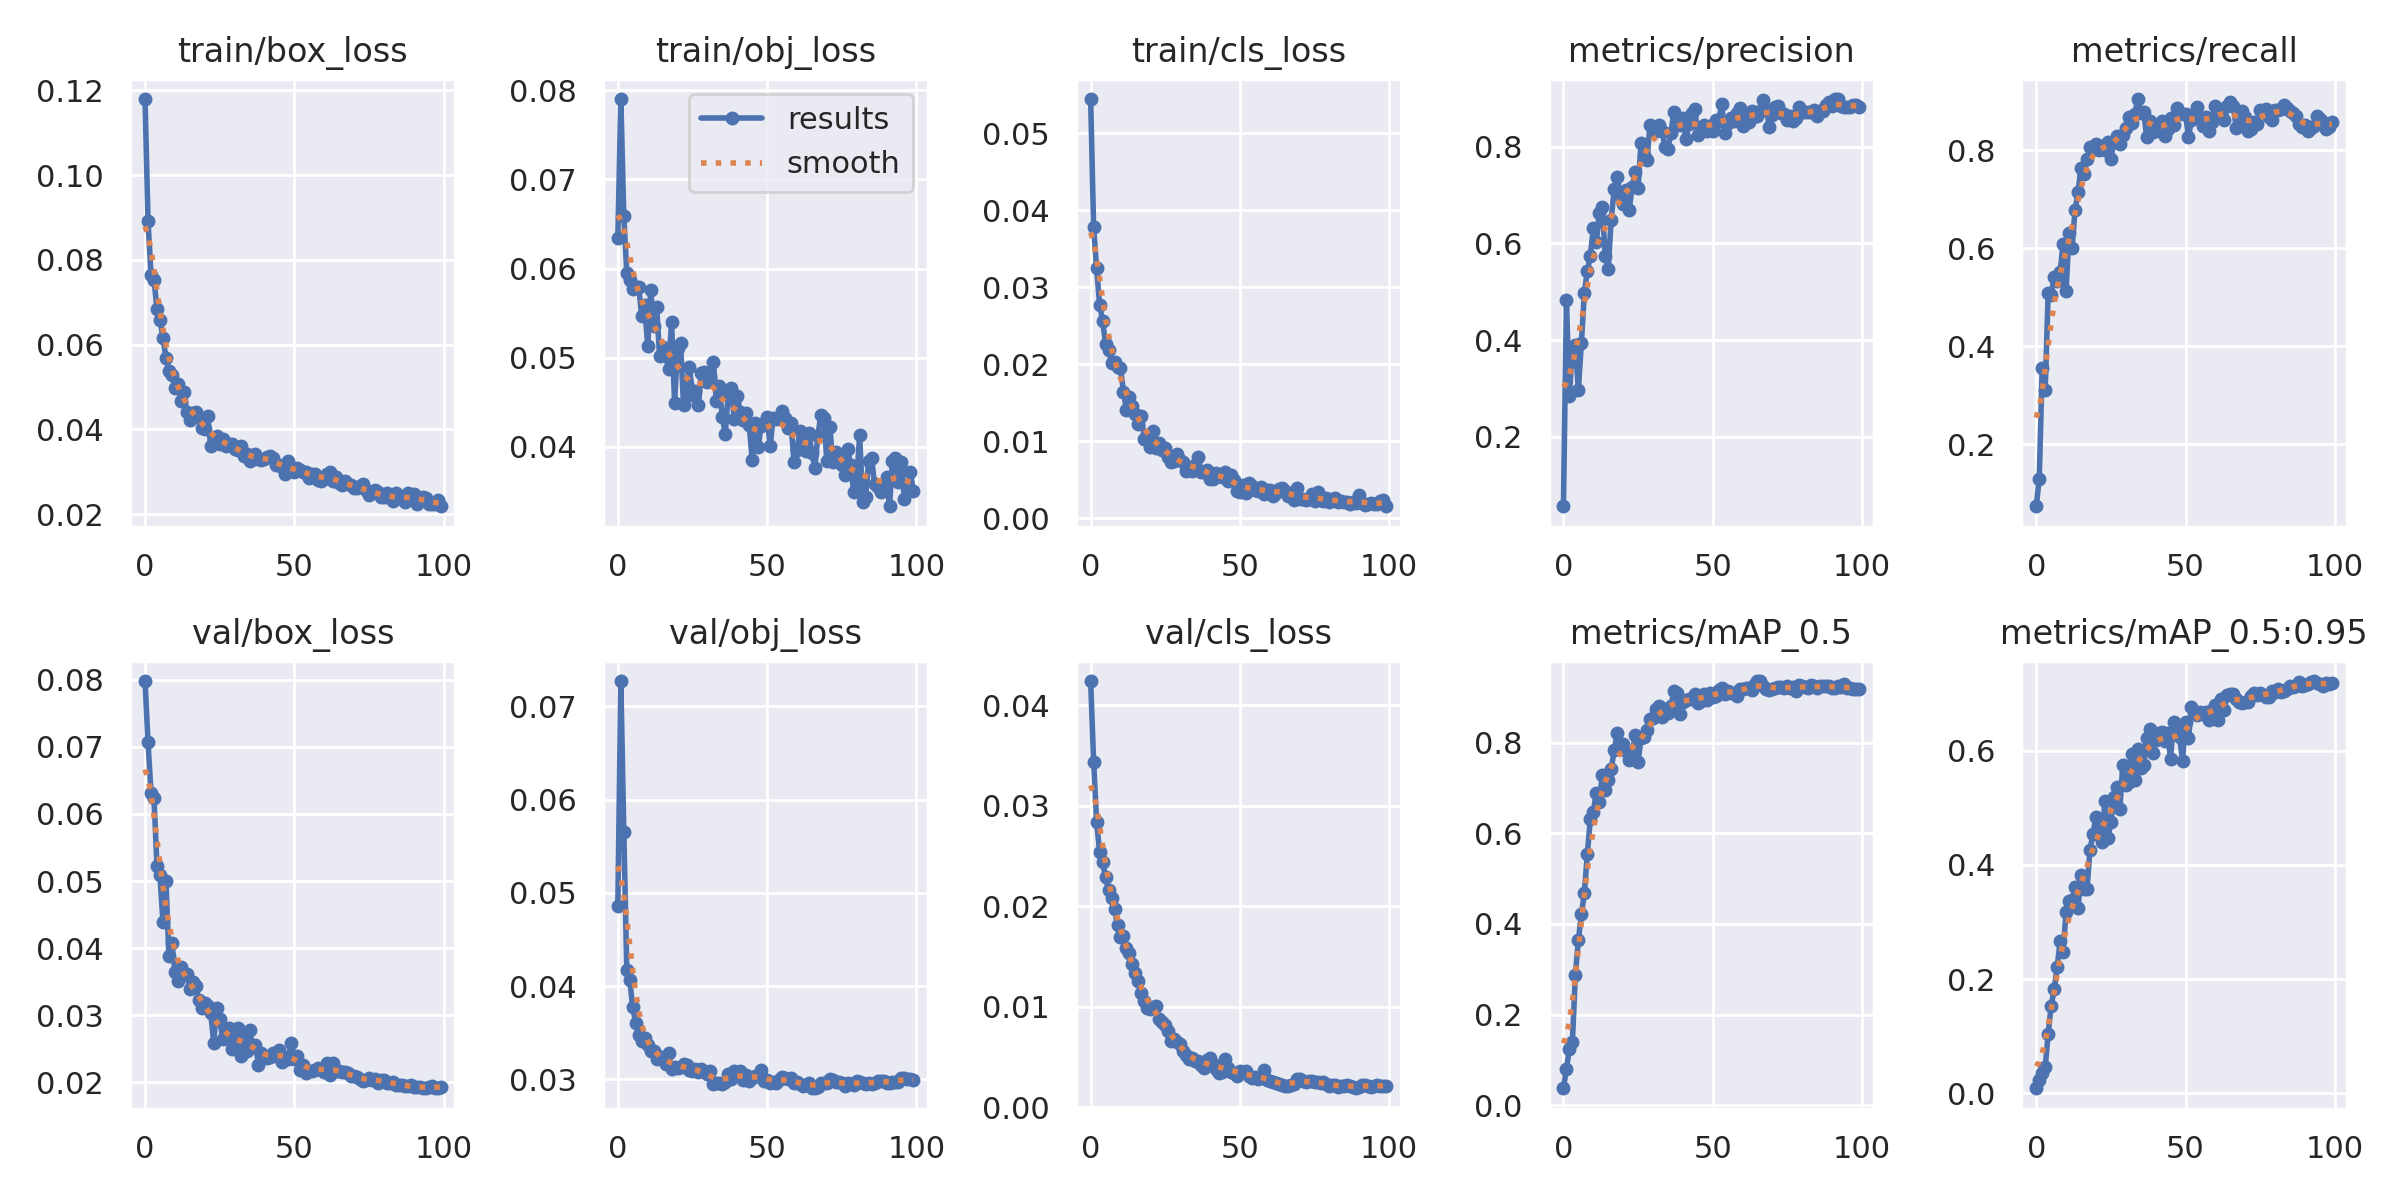 train/box_loss
0.12
0.10
0.08
0.06
0.04
0.02
0 50 100
train/obj_loss
results
smooth
0.08
0.07
0.06
0.05
0.04
0 50 100
train/cls_loss
0.05
0.04
0.03
0.02
0.01
0.00
0 50 100
metrics/precision
0.8
0.6
0.4
0.2
0 50 100
metrics/recall
0.8
0.6
0.4
0.2
0 50 100
val/box_loss
0.08
0.07
0.06
0.05
0.04
0.03
0.02
0 50 100
val/obj_loss
0.07
0.06
0.05
0.04
0.03
0 50 100
val/cls_loss
0.04
0.03
0.02
0.01
0.00
0 50 100
metrics/mAP_0.5
0.8
0.6
0.4
0.2
0.0
0 50 100
metrics/mAP_0.5:0.95
0.6
0.4
0.2
0.0
0 50 100